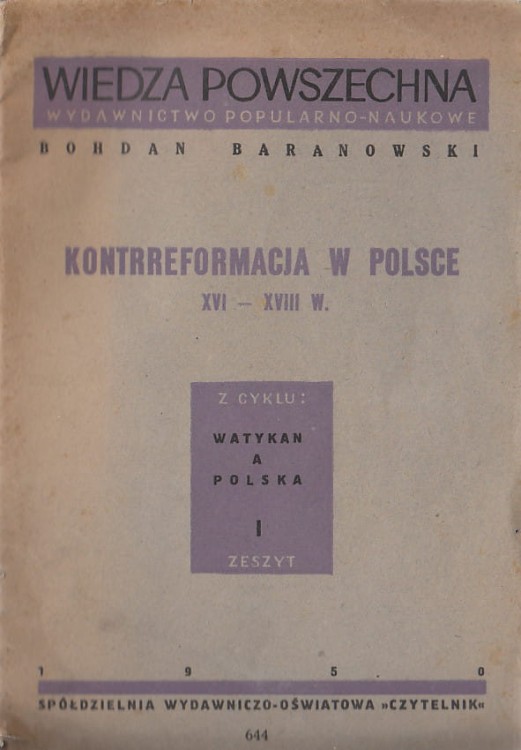 WIEDZA POWSZECHNA
WYDAWNICTWO POPULARNO-NAUKOWE
BOHDAN BARANOWSKI
KONTRREFORMACJA W POLSCE
XVI — XVIII W.
Z CYKLU:
WATYKAN
A
POLSKA
I
ZESZYT
1 9 5 0
SPÓŁDZIELNIA WYDAWNICZO-OŚWIATOWA »CZYTELNIK«
644